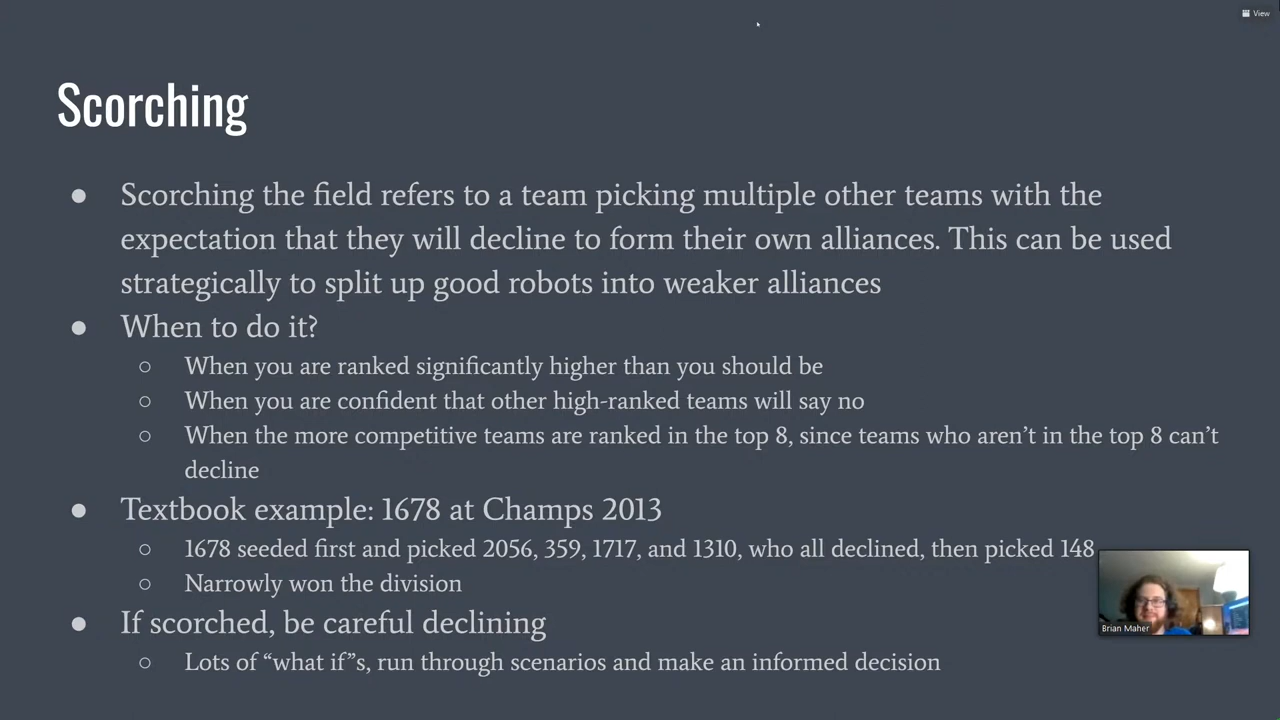 View
Scorching
● Scorching the field refers to a team picking multiple other teams with the
expectation that they will decline to form their own alliances. This can be used
strategically to split up good robots into weaker alliances
● When to do it?
○ When you are ranked significantly higher than you should be
○ When you are confident that other high-ranked teams will say no
○ When the more competitive teams are ranked in the top 8, since teams who aren’t in the top 8 can’t
decline
● Textbook example: 1678 at Champs 2013
○ 1678 seeded first and picked 2056, 359, 1717, and 1310, who all declined, then picked 148
○ Narrowly won the division
● If scorched, be careful declining
○ Lots of “what if”s, run through scenarios and make an informed decision
Brian Maher